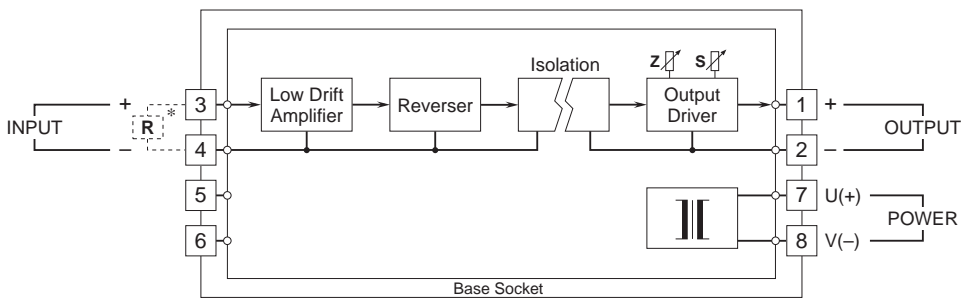 Isolation
Z S
INPUT
+
–
R *
3
4
5
6
Low Drift
Amplifier
Reverser
Output
Driver
1
2
7
8
+
–
OUTPUT
U(+)
V(–)
POWER
Base Socket